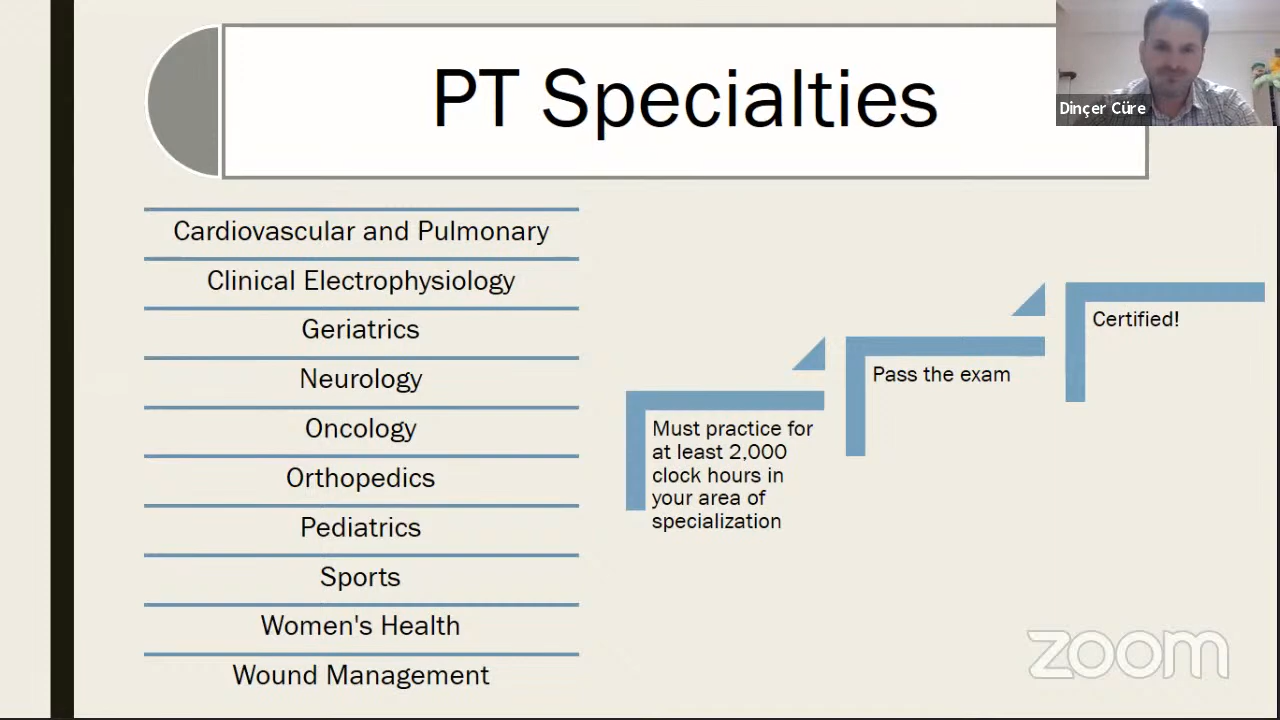 PT Specialties
Dinçer Cüre
Cardiovascular and Pulmonary
Clinical Electrophysiology
Geriatrics
Neurology
Oncology
Orthopedics
Pediatrics
Sports
Women's Health
Wound Management
Must practice for
at least 2,000
clock hours in
your area of
specialization
Pass the exam
Certified!
zoom